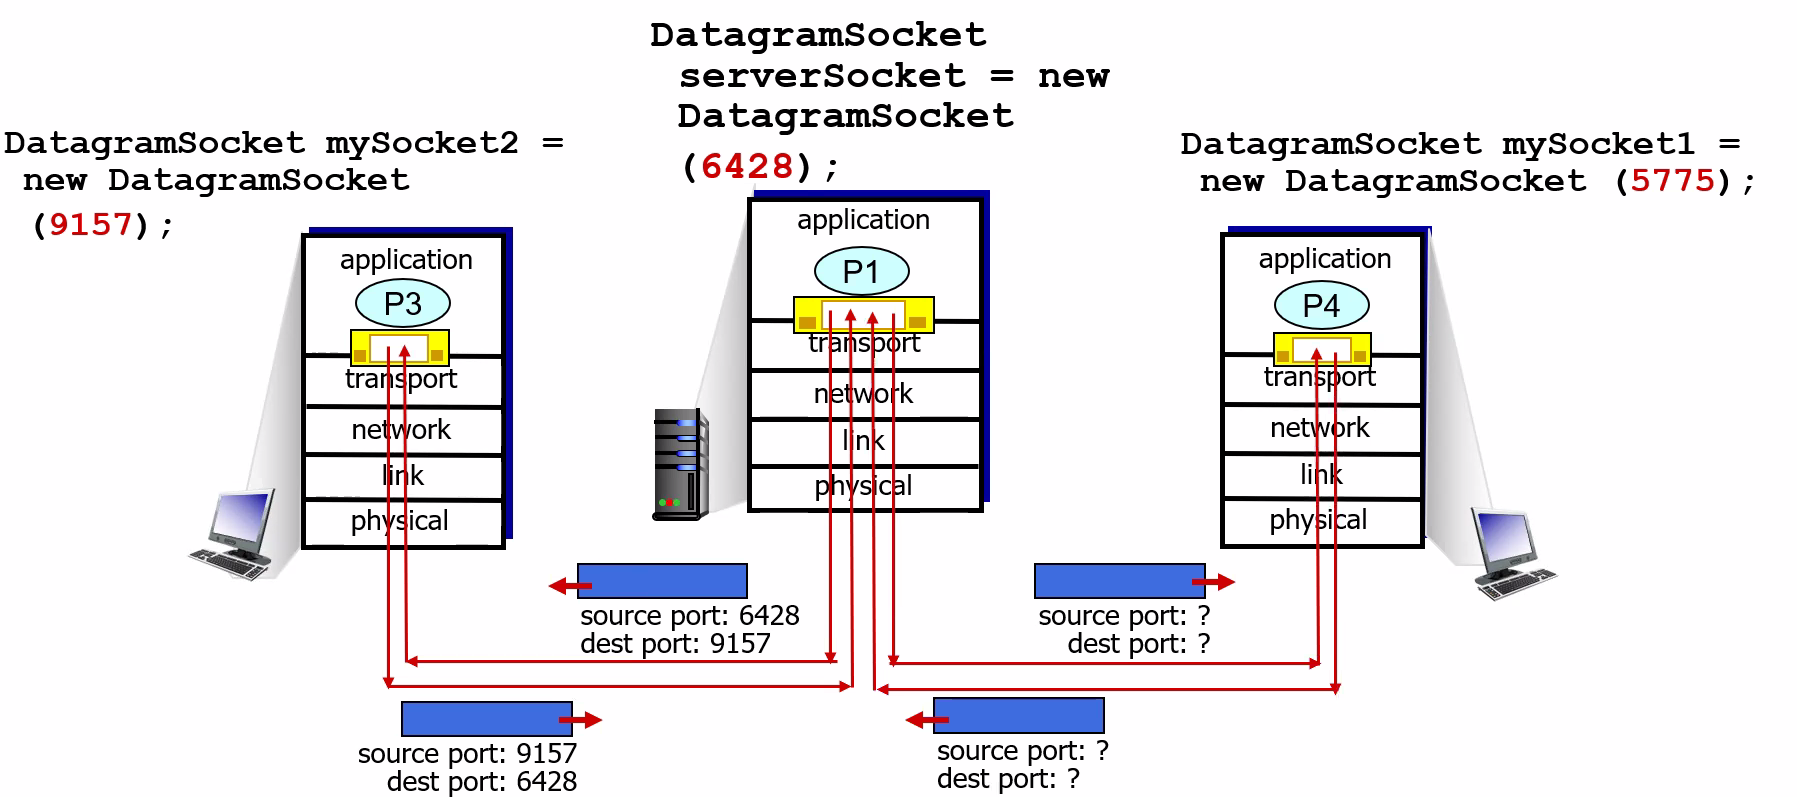 DatagramSocket
serverSocket = new
DatagramSocket
(6428);
DatagramSocket mySocket2 =
new DatagramSocket
(9157);
DatagramSocket mySocket1 =
new DatagramSocket (5775);
application
P3
transport
network
link
physical
application
P1
transport
network
link
physical
application
P4
transport
network
link
physical
source port: 6428
dest port: 9157
source port: ?
dest port: ?
source port: 9157
dest port: 6428
source port: ?
dest port: ?